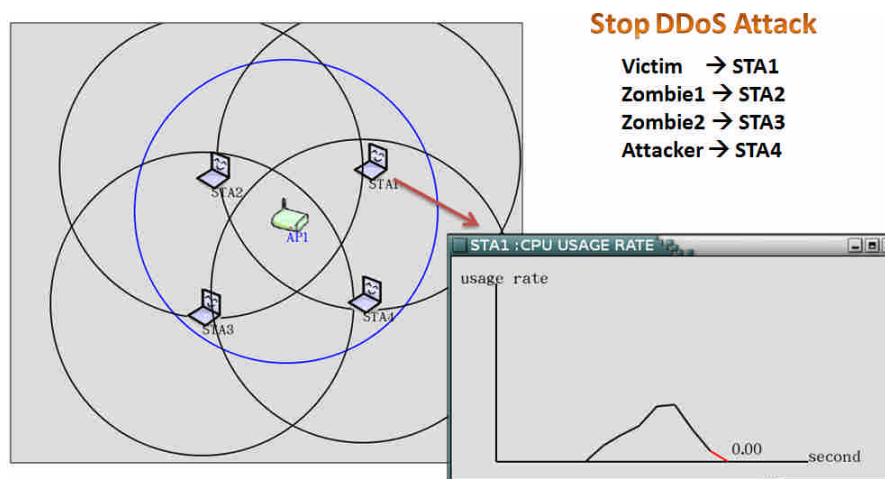 Stop DDoS Attack
Victim → STA1
Zombie1 → STA2
Zombie2 → STA3
Attacker → STA4
STA2
STA1
AP1
STA3
STA4
STA1 :CPU USAGE RATE
usage rate
0.00
second